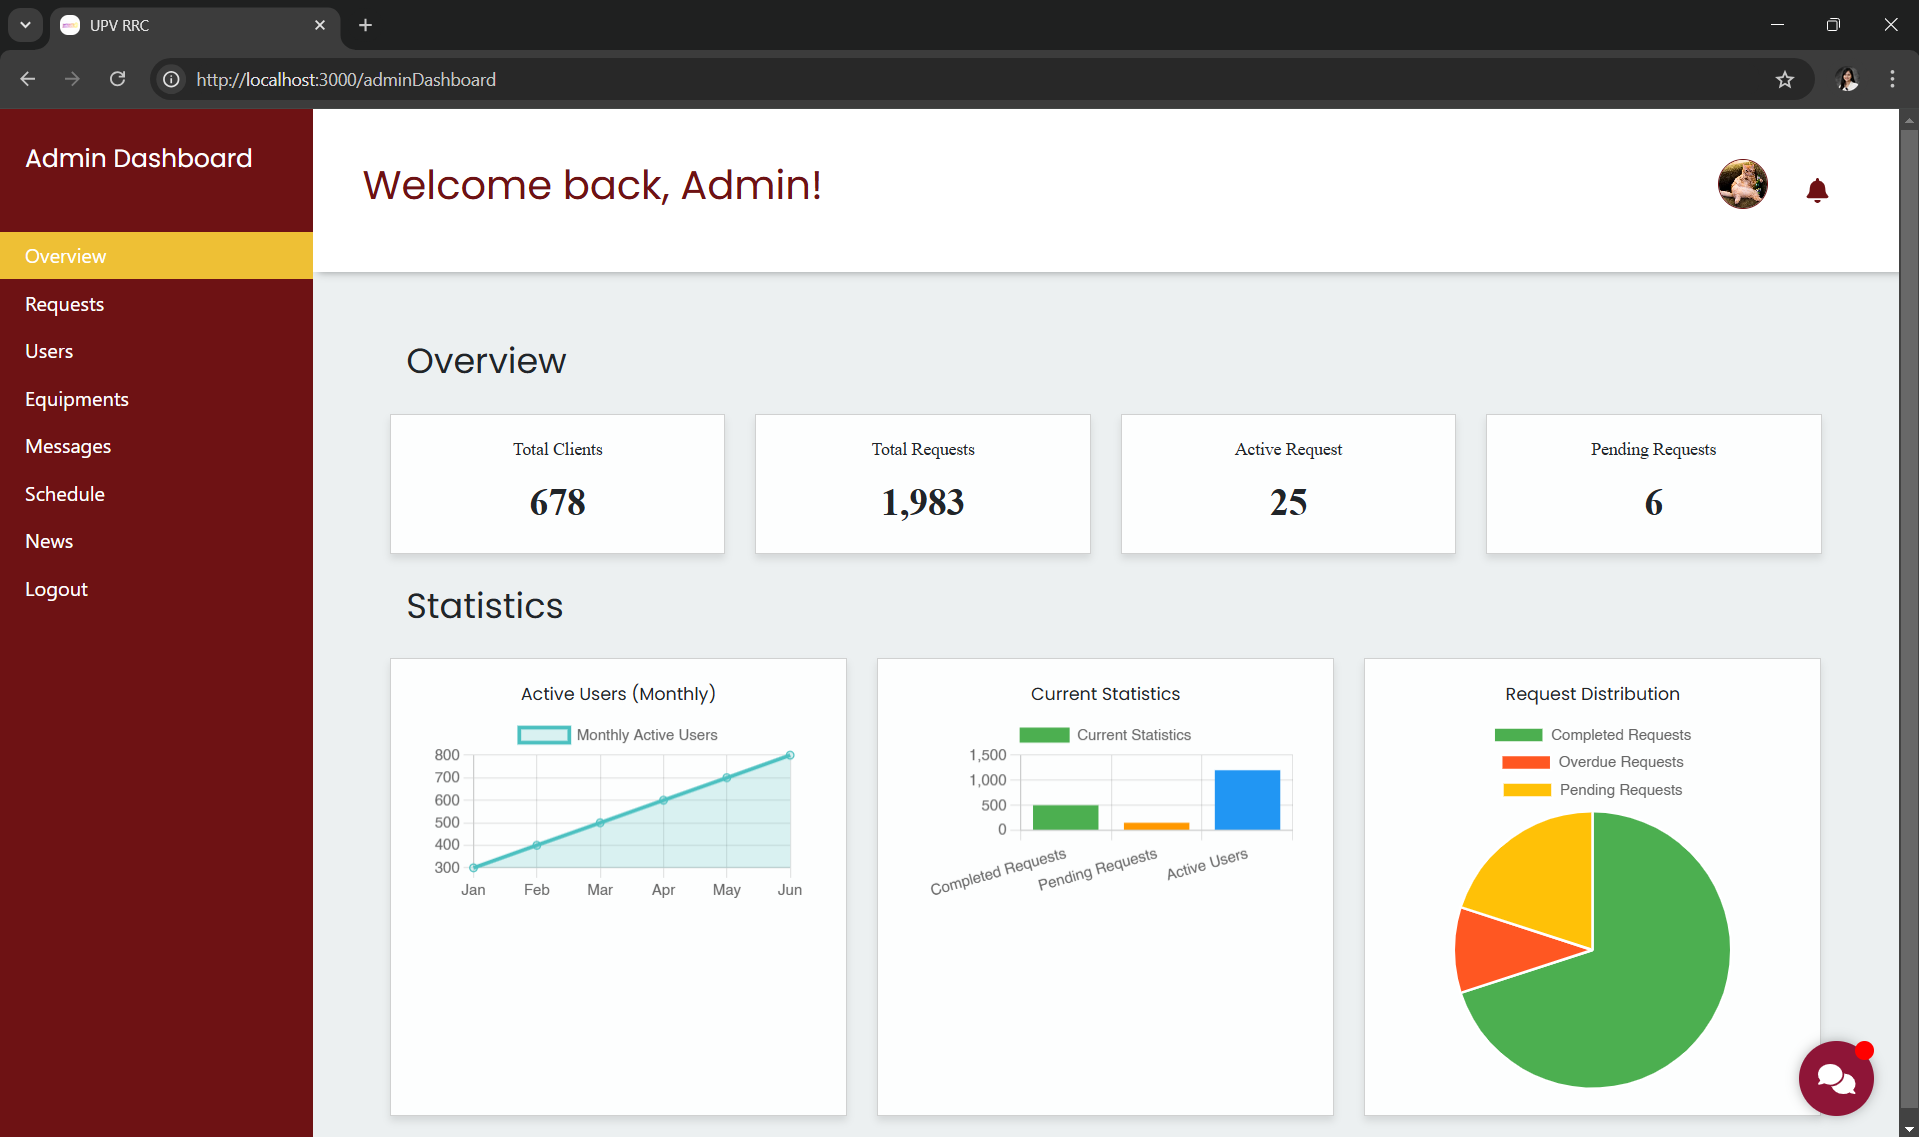 UPV RRC
http://localhost:3000/adminDashboard
Admin Dashboard
Overview
Requests
Users
Equipments
Messages
Schedule
News
Logout
Welcome back, Admin!
Overview
Total Clients
678
Total Requests
1,983
Active Request
25
Pending Requests
6
Statistics
Active Users (Monthly)
Monthly Active Users
800
700
600
500
400
300
Jan Feb Mar Apr May Jun
Current Statistics
Current Statistics
1,500
1,000
500
0
Completed Requests
Pending Requests
Active Users
Request Distribution
Completed Requests
Overdue Requests
Pending Requests